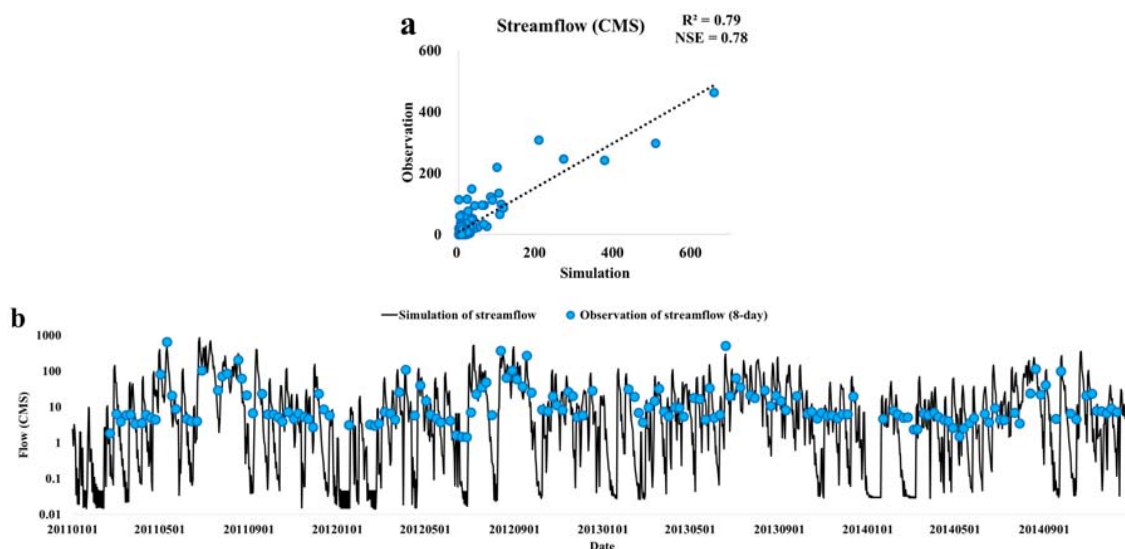 a
Streamflow (CMS)
R² = 0.79
NSE = 0.78
600
400
200
0
Observation
0 200 400 600
Simulation
b
Simulation of streamflow Observation of streamflow (8-day)
1000
100
10
1
0.1
0.01
Flow (CMS)
20110101 20110501 20110901 20120101 20120501 20120901 20130101 20130501 20130901 20140101 20140501 20140901
Date